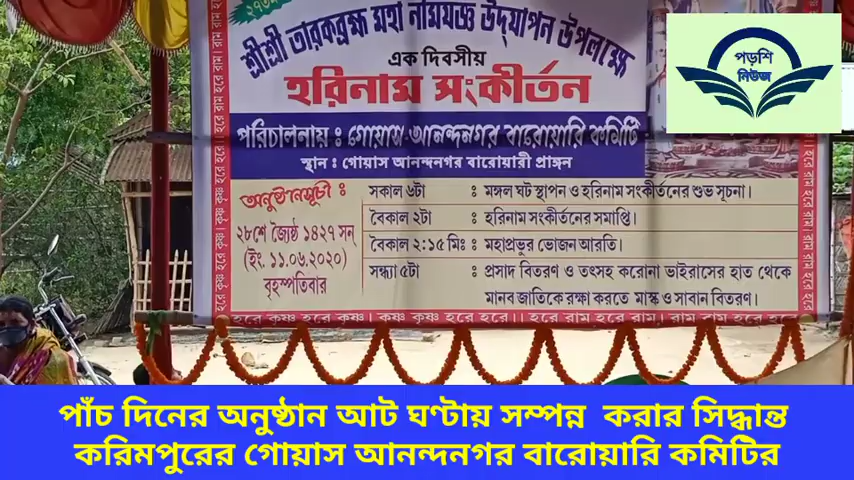 শ্রীশ্রী তারকব্রহ্ম মহা নামযজ্ঞ উদ্‌যাপন উপলক্ষে
এক দিবসীয়
হরিনাম সংকীর্তন
পরিচালনায় : গোয়াস-আনন্দনগর বারোয়ারি কমিটি
স্থান : গোয়াস আনন্দনগর বারোয়ারী প্রাঙ্গন
অনুষ্ঠানসূচী :
২৮শে জ্যৈষ্ঠ ১৪২৭ সন্
(ইং. ১১.০৬.২০২০)
বৃহস্পতিবার
সকাল ৬টা : মঙ্গল ঘট স্থাপন ও হরিনাম সংকীর্তনের শুভ সূচনা।
বৈকাল ২টা : হরিনাম সংকীর্তনের সমাপ্তি।
বৈকাল ২:১৫ মিঃ : মহাপ্রভুর ভোজন আরতি।
সন্ধ্যা ৫টা : প্রসাদ বিতরণ ও তৎসহ করোনা ভাইরাসের হাত থেকে
মানব জাতিকে রক্ষা করতে মাস্ক ও সাবান বিতরণ।
হরে কৃষ্ণ হরে কৃষ্ণ কৃষ্ণ কৃষ্ণ হরে হরে।। হরে রাম হরে রাম, রাম রাম হরে হরে
পড়শি
নিউজ
পাঁচ দিনের অনুষ্ঠান আট ঘণ্টায় সম্পন্ন করার সিদ্ধান্ত
করিমপুরের গোয়াস আনন্দনগর বারোয়ারি কমিটির